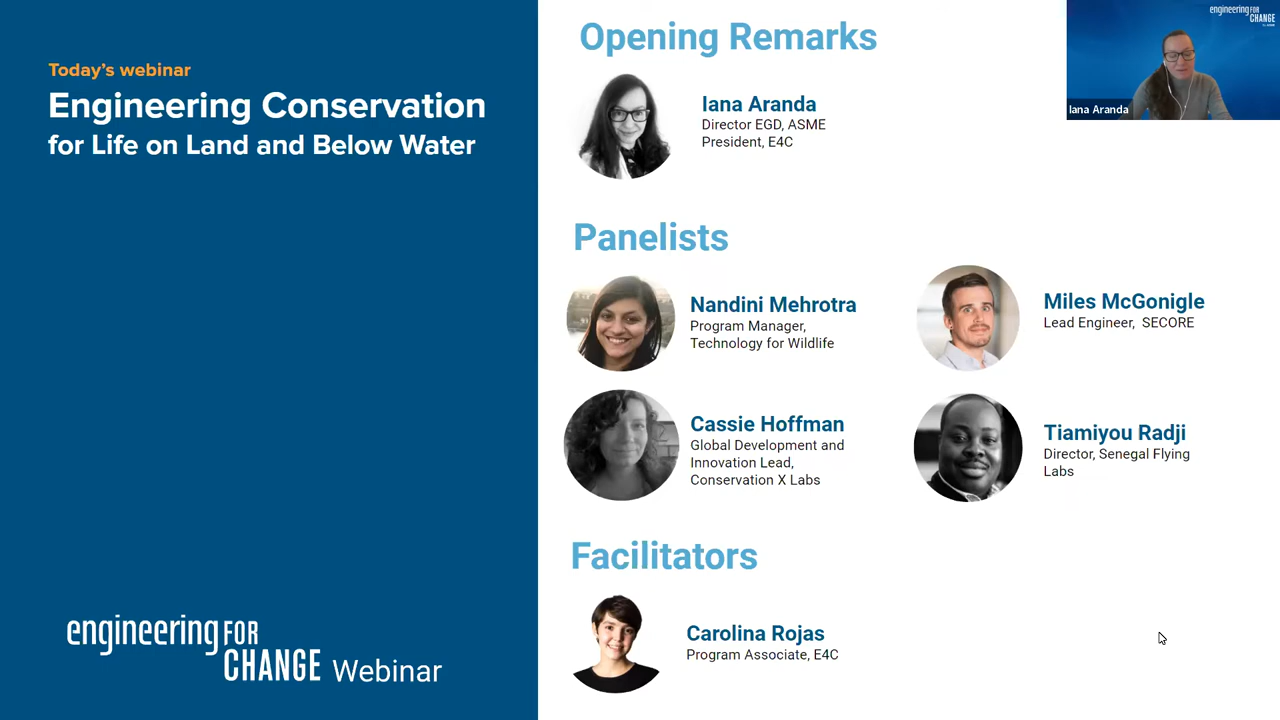 Today's webinar
Engineering Conservation
for Life on Land and Below Water
engineering FOR
CHANGE Webinar
Opening Remarks
Iana Aranda
Director EGD, ASME
President, E4C
Panelists
Nandini Mehrotra
Program Manager,
Technology for Wildlife
Miles McGonigle
Lead Engineer, SECORE
Cassie Hoffman
Global Development and
Innovation Lead,
Conservation X Labs
Tiamiyou Radji
Director, Senegal Flying
Labs
Facilitators
Carolina Rojas
Program Associate, E4C
engineering FOR
CHANGE
Iana Aranda